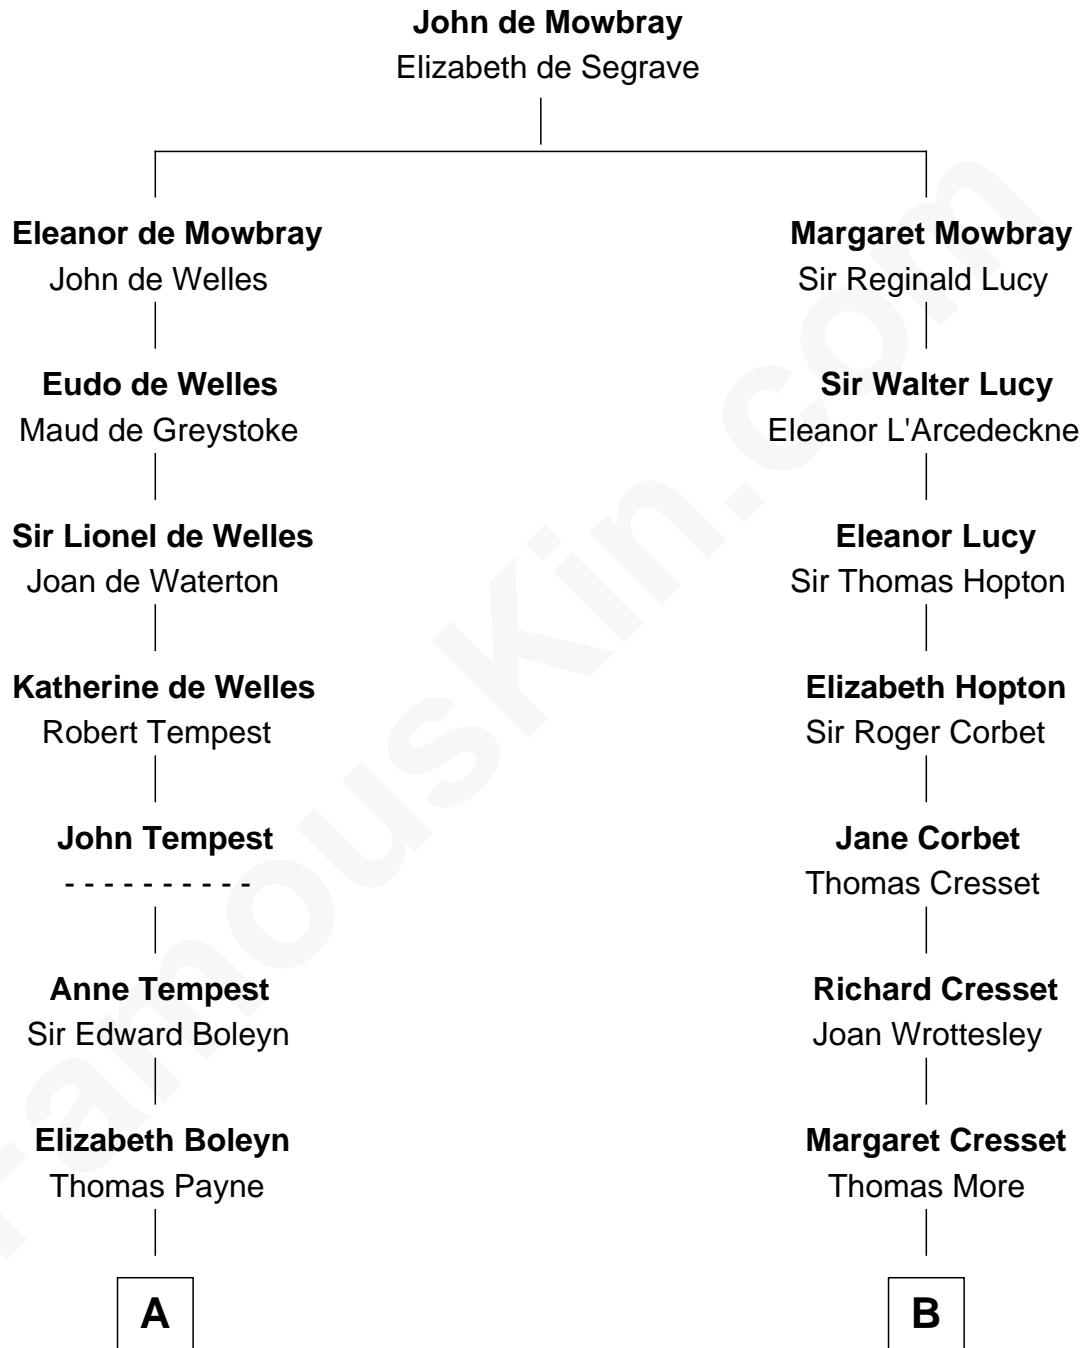 John de Mowbray
Elizabeth de Segrave
Eleanor de Mowbray
John de Welles
Margaret Mowbray
Sir Reginald Lucy
Eudo de Welles
Maud de Greystoke
Sir Walter Lucy
Eleanor L'Arcedeckne
Sir Lionel de Welles
Joan de Waterton
Eleanor Lucy
Sir Thomas Hopton
Katherine de Welles
Robert Tempest
Elizabeth Hopton
Sir Roger Corbet
John Tempest
- - - - - - - - - -
Jane Corbet
Thomas Cresset
Anne Tempest
Sir Edward Boleyn
Richard Cresset
Joan Wrottesley
Elizabeth Boleyn
Thomas Payne
Margaret Cresset
Thomas More
A
B
FamousKin.com